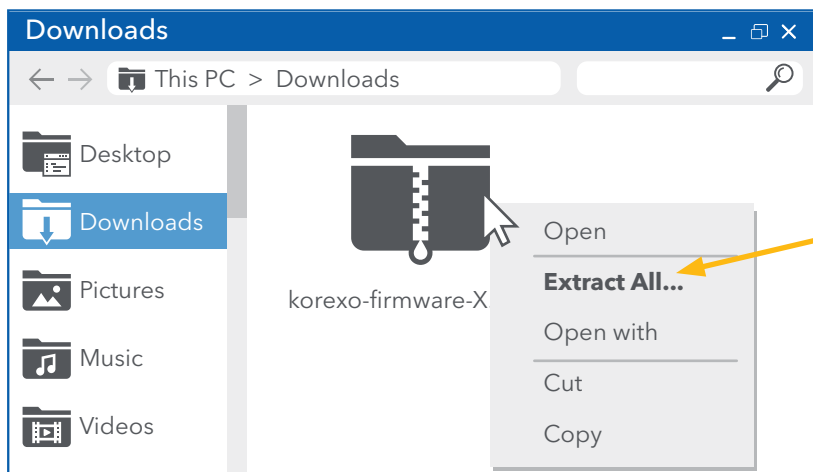 Downloads
This PC > Downloads
Desktop
Downloads
Pictures
Music
Videos
korexo-firmware-X
Open
Extract All...
Open with
Cut
Copy